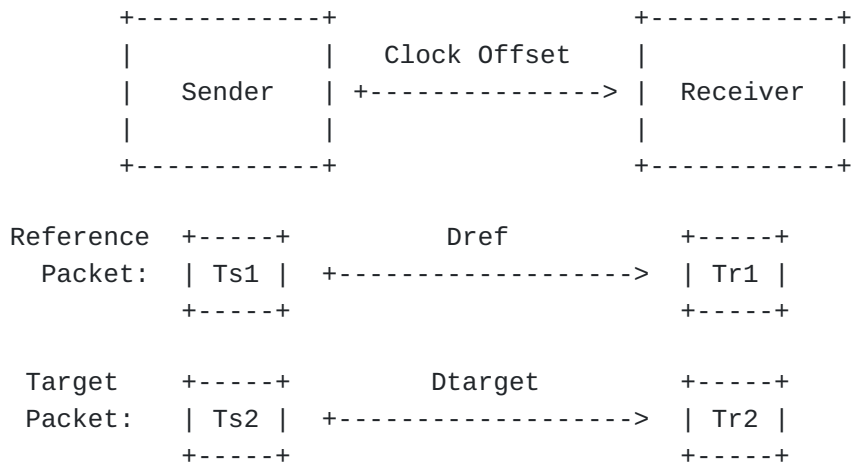 Clock Offset
Sender Receiver
Reference Dref
Packet: Ts1 Tr1
Target Dtarget
Packet: Ts2 Tr2